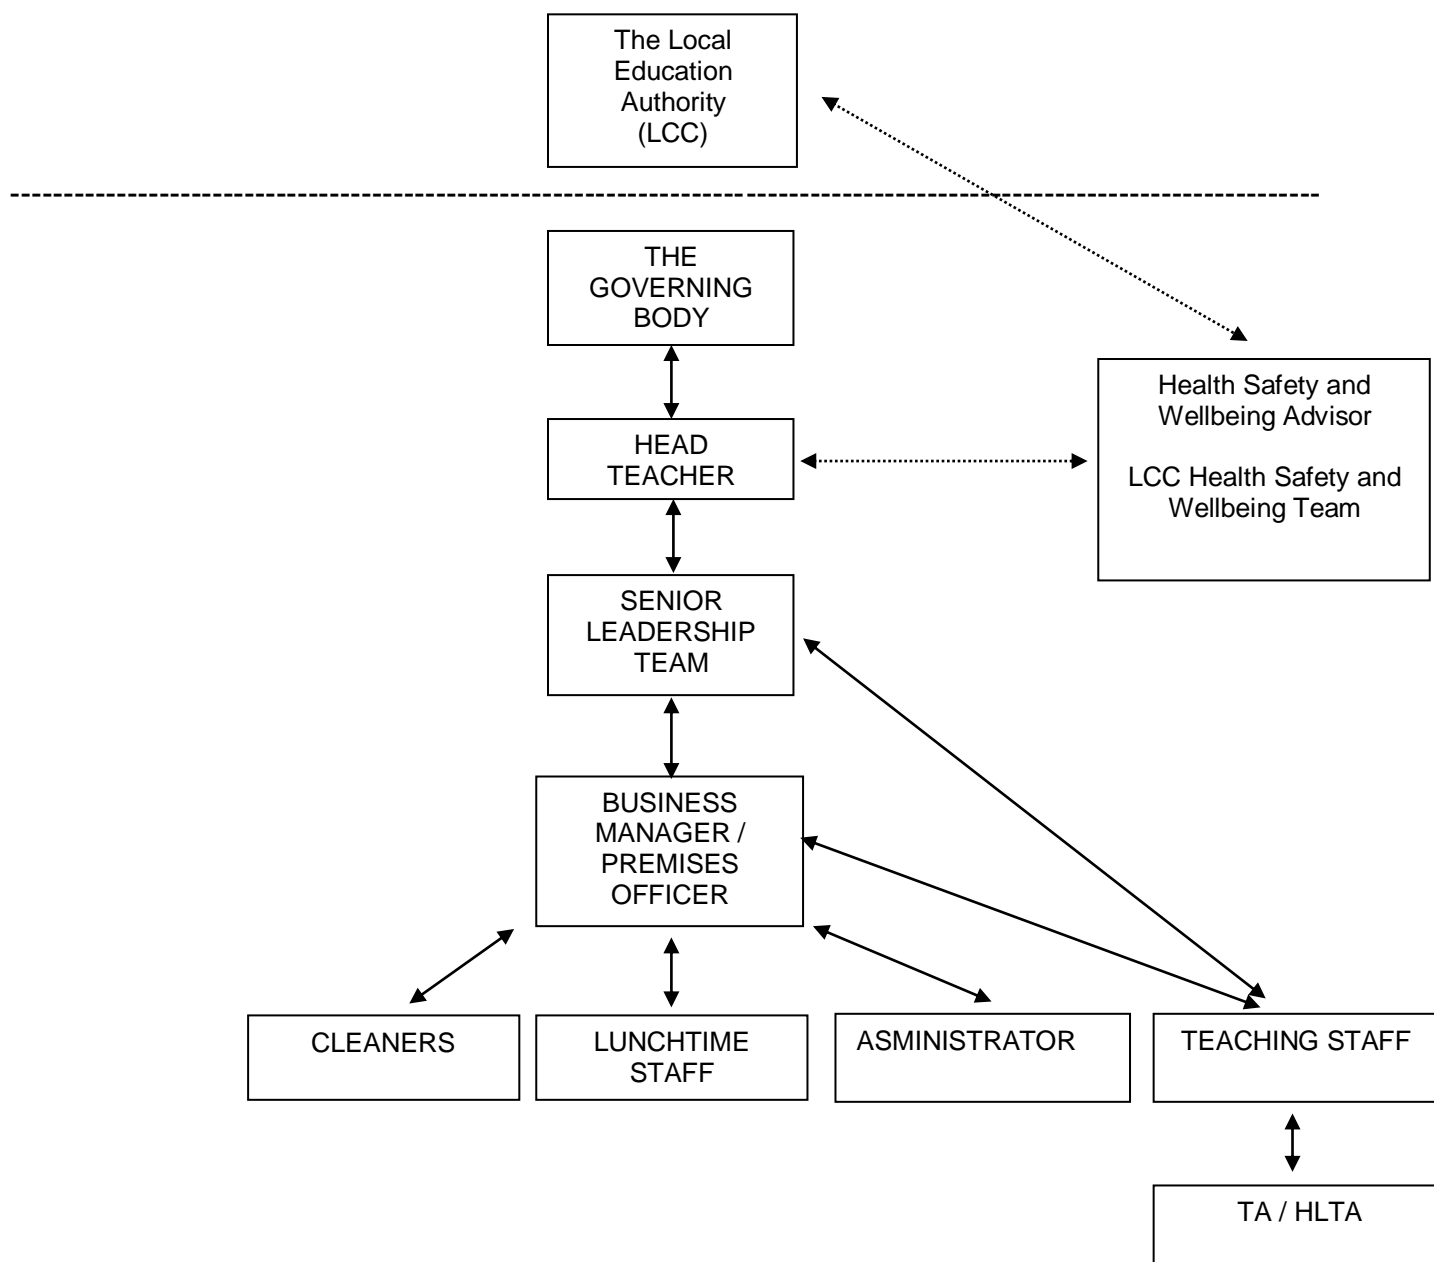 The Local
Education
Authority
(LCC)
THE
GOVERNING
BODY
Health Safety and
Wellbeing Advisor
LCC Health Safety and
Wellbeing Team
HEAD
TEACHER
SENIOR
LEADERSHIP
TEAM
BUSINESS
MANAGER /
PREMISES
OFFICER
CLEANERS
LUNCHTIME
STAFF
ASMINISTRATOR
TEACHING STAFF
TA / HLTA